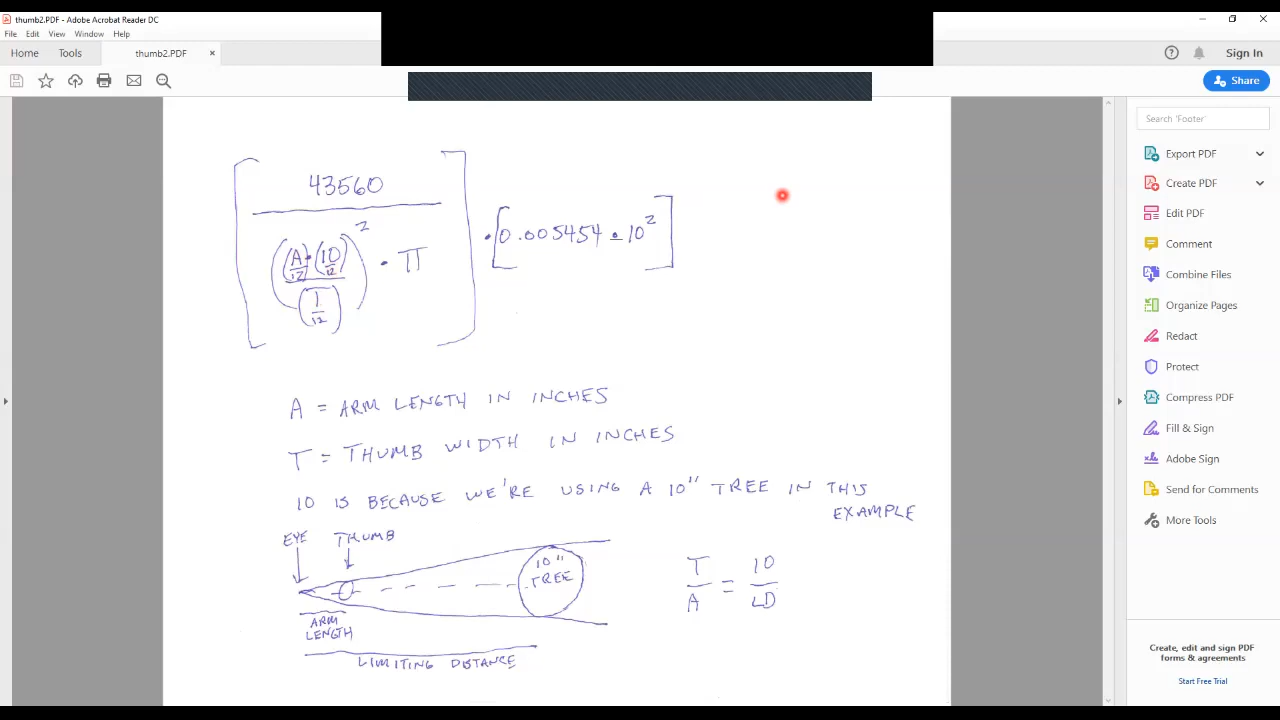 thumb2.PDF - Adobe Acrobat Reader DC
File Edit View Window Help
Home Tools thumb2.PDF × Sign In
Share
43560
((A/12 • 10/12) / (1/12))² • π
• [0.005454 • 10²]
A = ARM LENGTH IN INCHES
T = THUMB WIDTH IN INCHES
10 IS BECAUSE WE'RE USING A 10" TREE IN THIS
EXAMPLE
EYE THUMB
10"
TREE
ARM
LENGTH
LIMITING DISTANCE
T/A = 10/LD
Search 'Footer'
Export PDF
Create PDF
Edit PDF
Comment
Combine Files
Organize Pages
Redact
Protect
Compress PDF
Fill & Sign
Adobe Sign
Send for Comments
More Tools
Create, edit and sign PDF
forms & agreements
Start Free Trial